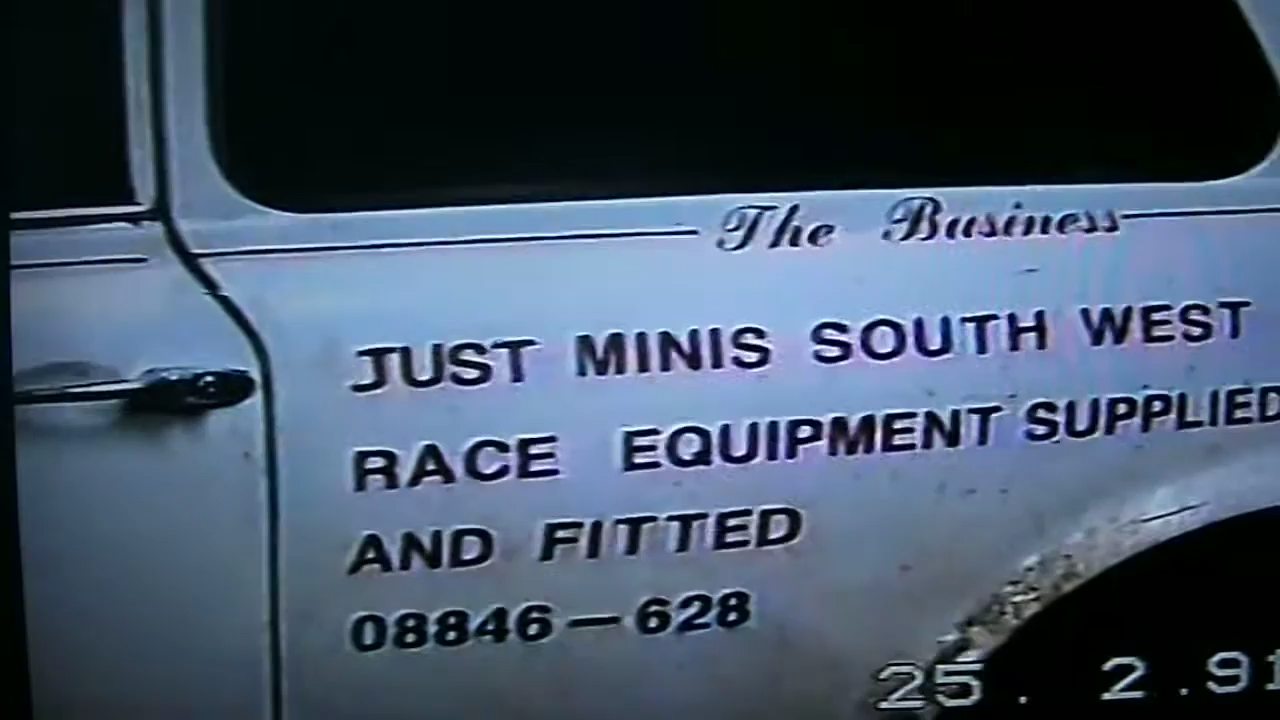 The Business
JUST MINIS SOUTH WEST
RACE EQUIPMENT SUPPLIED
AND FITTED
08846-628
25. 2.91